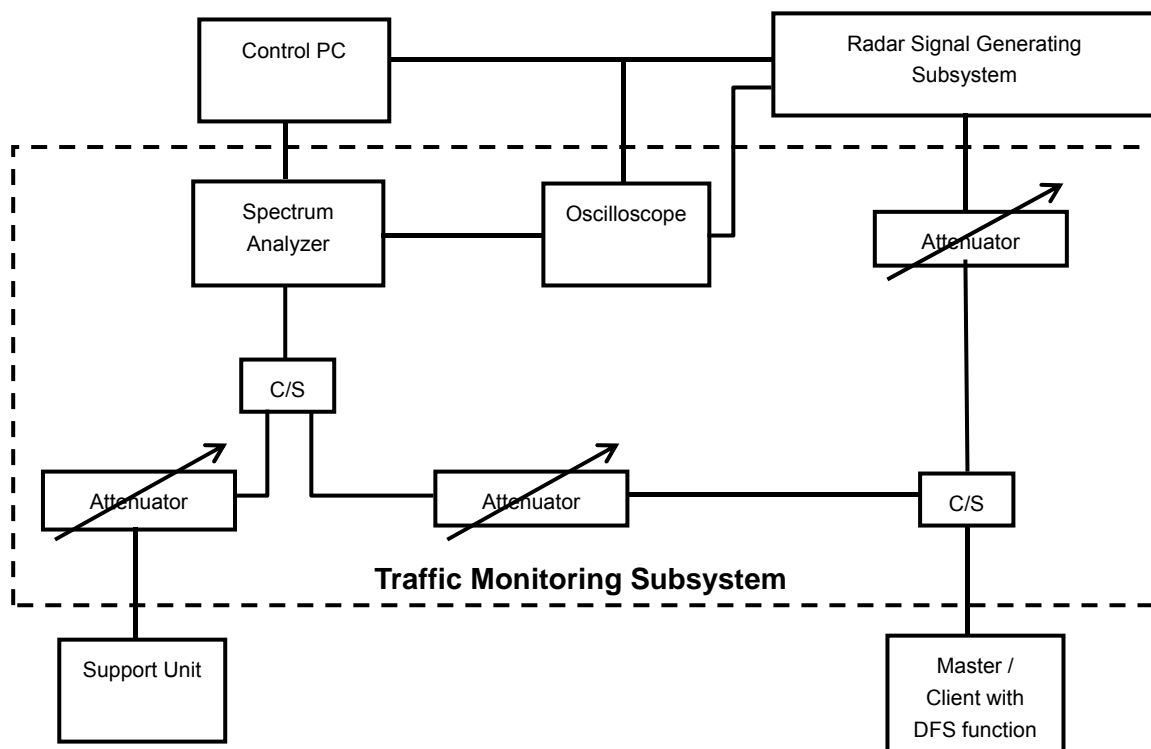 Control PC
Radar Signal Generating
Subsystem
Spectrum
Analyzer
Oscilloscope
Attenuator
C/S
Attenuator
Attenuator
C/S
Traffic Monitoring Subsystem
Support Unit
Master /
Client with
DFS function